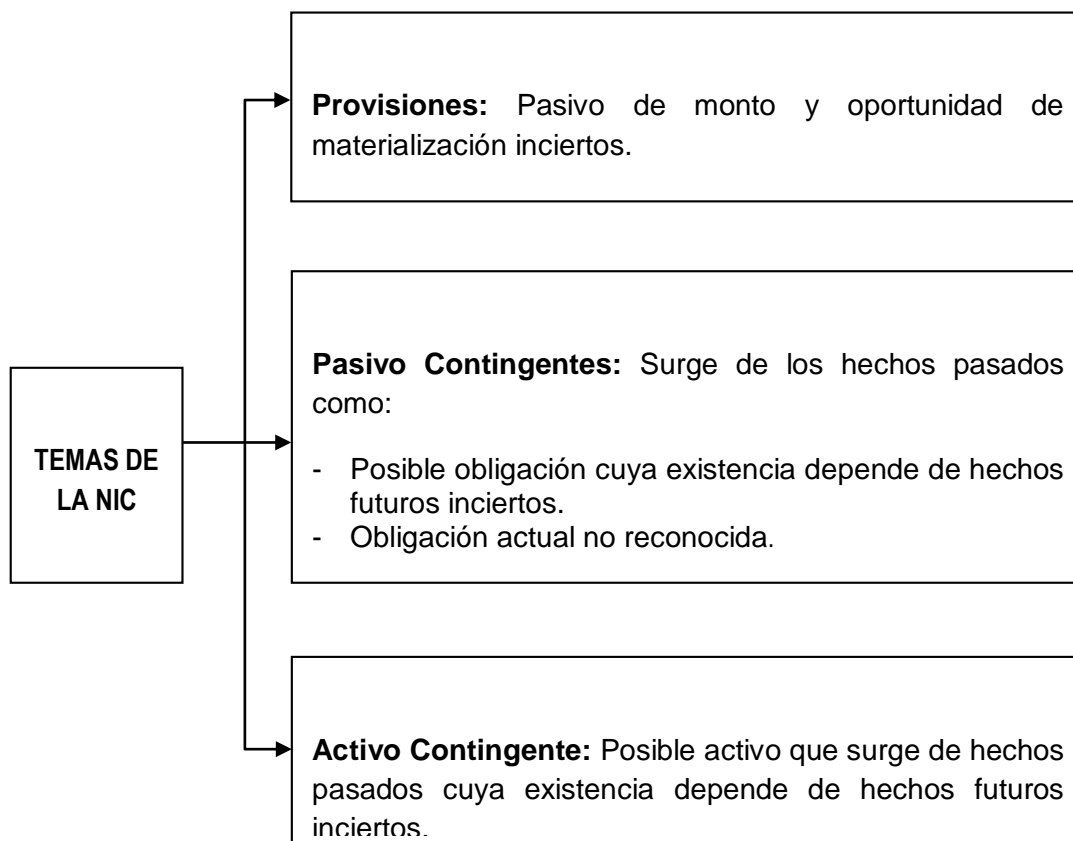 Provisiones: Pasivo de monto y oportunidad de
materialización inciertos.
Pasivo Contingentes: Surge de los hechos pasados
como:
- Posible obligación cuya existencia depende de hechos
futuros inciertos.
- Obligación actual no reconocida.
TEMAS DE
LA NIC
Activo Contingente: Posible activo que surge de hechos
pasados cuya existencia depende de hechos futuros
inciertos.